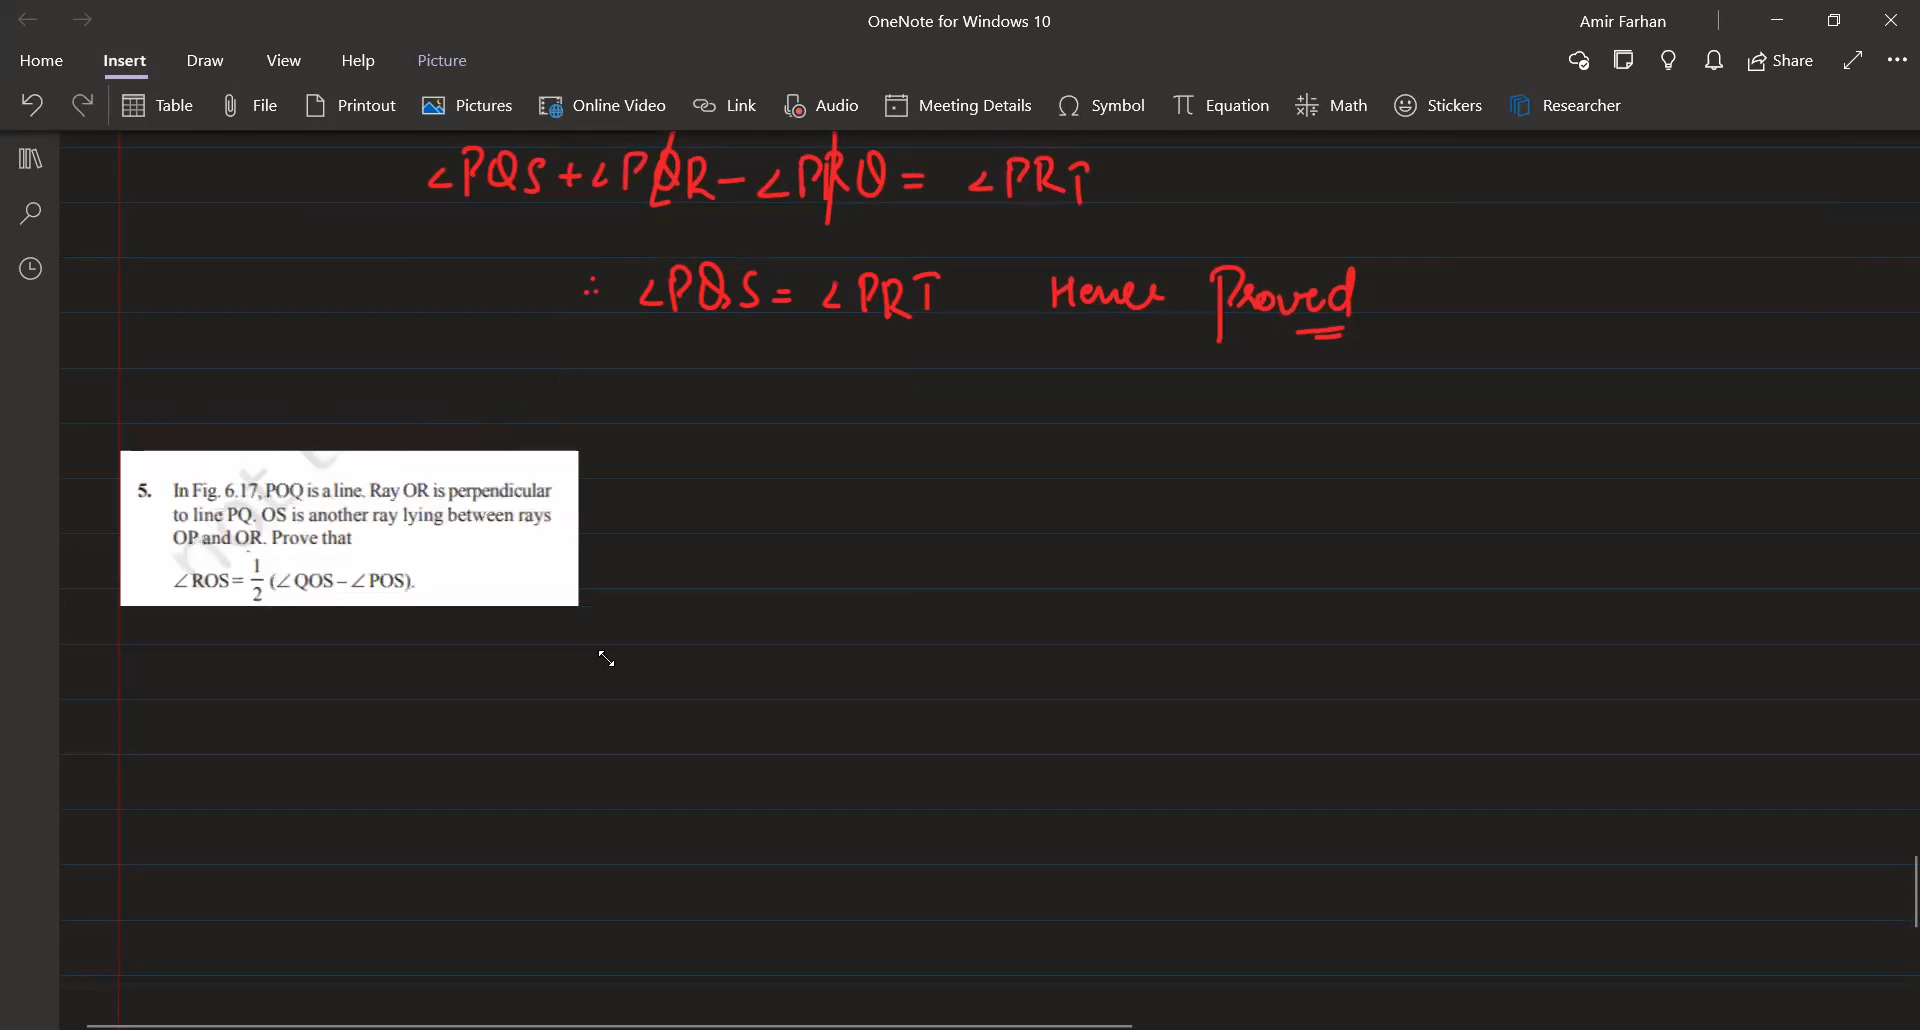 OneNote for Windows 10
Amir Farhan
Home Insert Draw View Help Picture
Share
Table File Printout Pictures Online Video Link Audio Meeting Details Symbol Equation Math Stickers Researcher
∠PQS + ∠PQR - ∠PRQ = ∠PRT
∴ ∠PQS = ∠PRT Hence Proved
5. In Fig. 6.17, POQ is a line. Ray OR is perpendicular
to line PQ. OS is another ray lying between rays
OP and OR. Prove that
∠ROS = 1/2 (∠QOS – ∠POS).